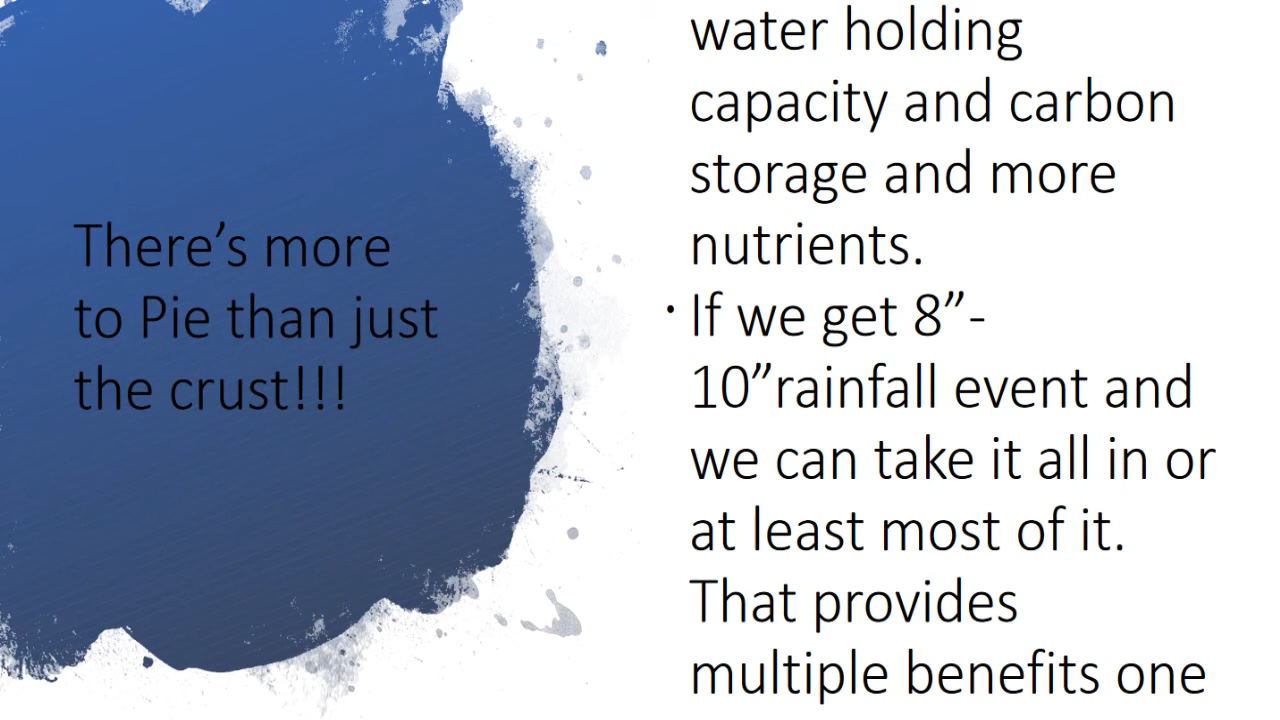 There’s more
to Pie than just
the crust!!!
water holding
capacity and carbon
storage and more
nutrients.
• If we get 8”-
10”rainfall event and
we can take it all in or
at least most of it.
That provides
multiple benefits one